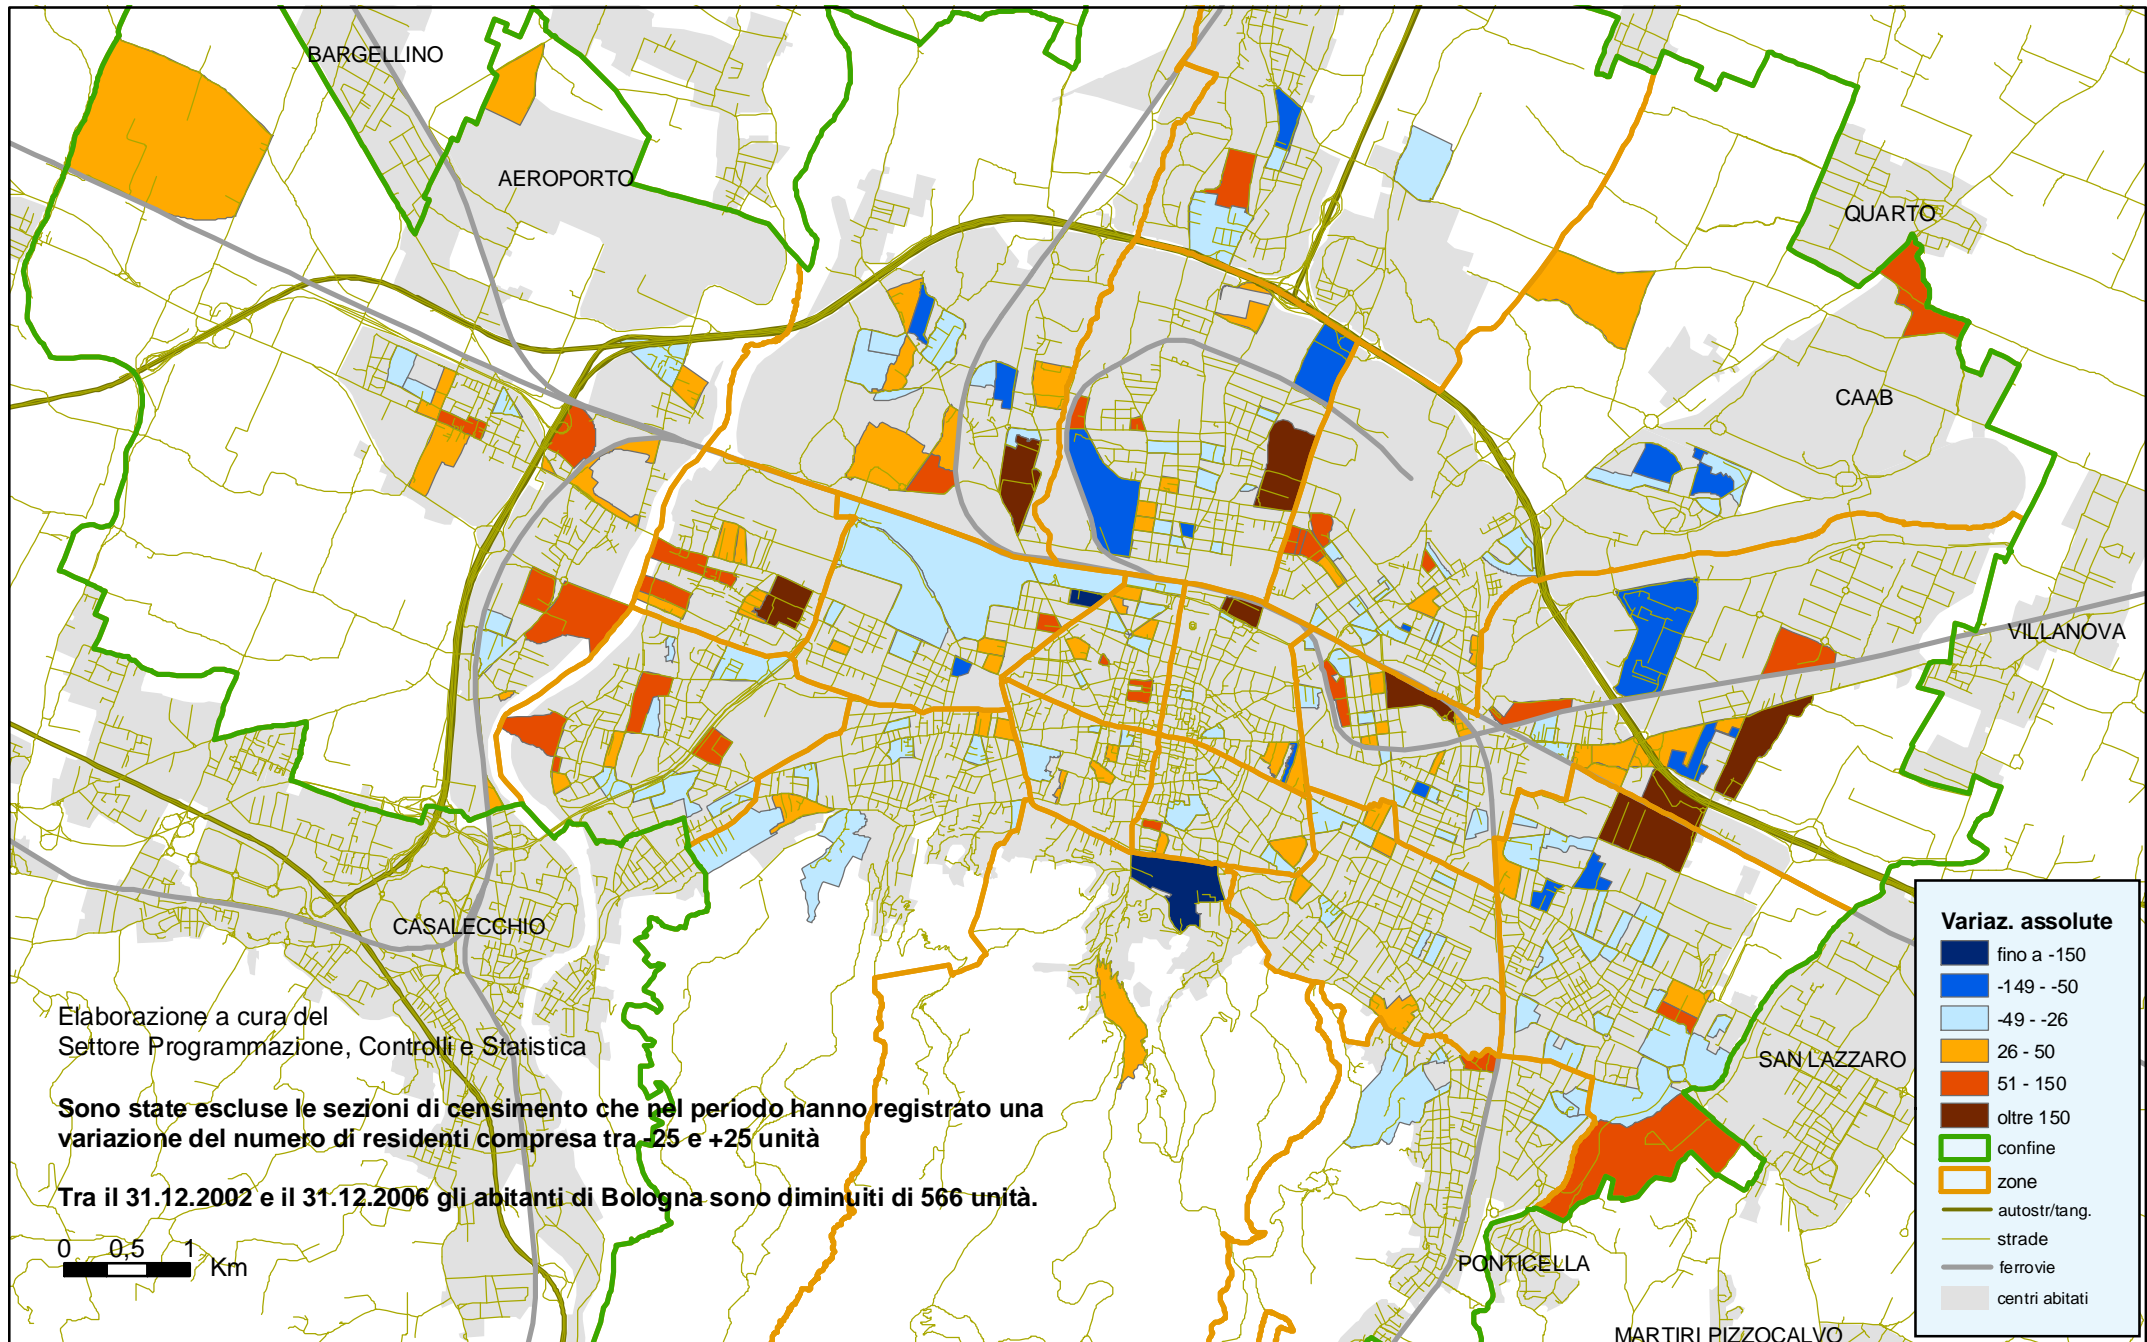 BARGELLINO
AEROPORTO
QUARTO
CAAB
VILLANOVA
CASALECCHIO
SAN LAZZARO
PONTICELLA
MARTIRI PIZZOCALVO
Elaborazione a cura del
Settore Programmazione, Controlli e Statistica
Sono state escluse le sezioni di censimento che nel periodo hanno registrato una
variazione del numero di residenti compresa tra -25 e +25 unità
Tra il 31.12.2002 e il 31.12.2006 gli abitanti di Bologna sono diminuiti di 566 unità.
0 0,5 1
Km
Variaz. assolute
fino a -150
-149 - -50
-49 - -26
26 - 50
51 - 150
oltre 150
confine
zone
autostr/tang.
strade
ferrovie
centri abitati